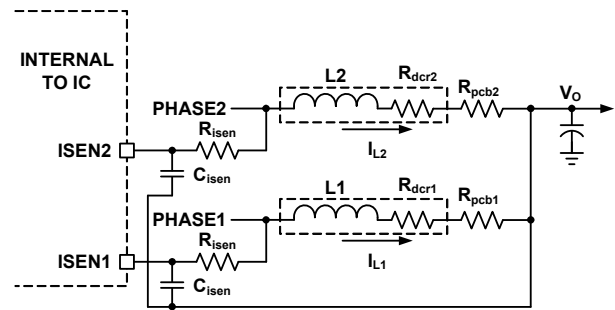 INTERNAL
TO IC
L2
Rdcr2
Rpcb2
VO
PHASE2
Risen
IL2
ISEN2
Cisen
L1
Rdcr1
Rpcb1
PHASE1
Risen
IL1
ISEN1
Cisen